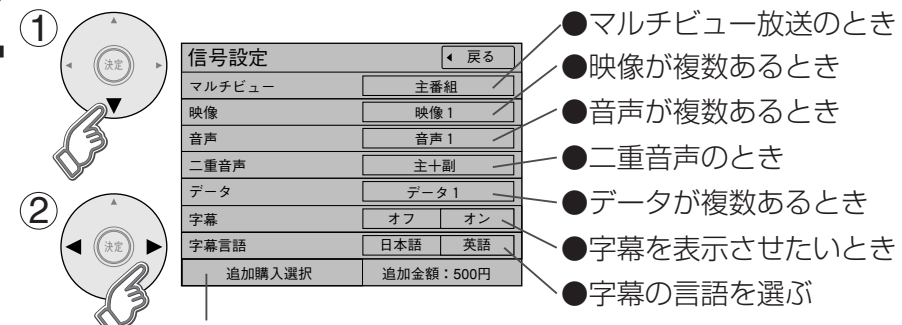 ①
決定
信号設定
◀ 戻る
マルチビュー 主番組
映像 映像1
音声 音声1
二重音声 主+副
データ データ1
字幕 オフ オン
字幕言語 日本語 英語
追加購入選択 追加金額：500円
●マルチビュー放送のとき
●映像が複数あるとき
●音声が複数あるとき
●二重音声のとき
●データが複数あるとき
●字幕を表示させたいとき
●字幕の言語を選ぶ
②
決定